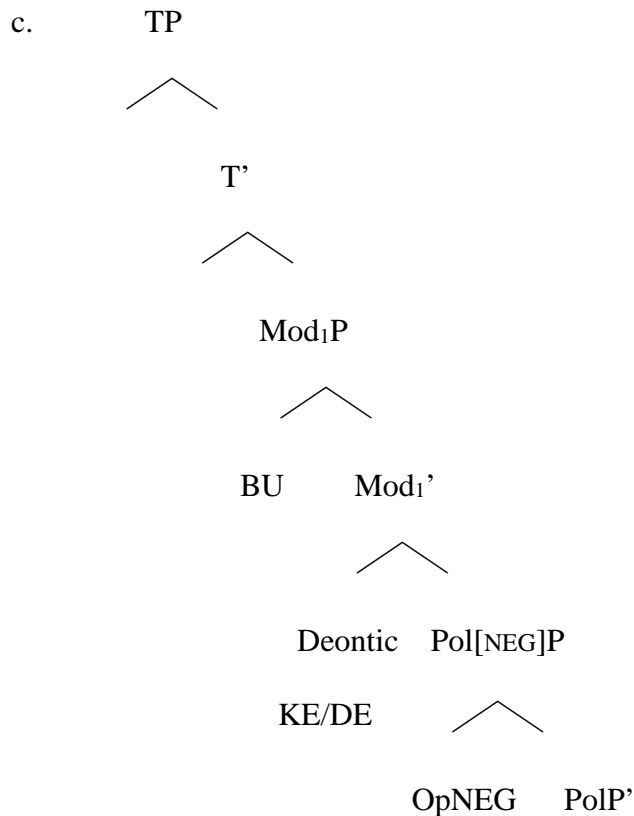 c. TP
T’
Mod₁P
BU Mod₁’
Deontic Pol[NEG]P
KE/DE
OpNEG PolP’